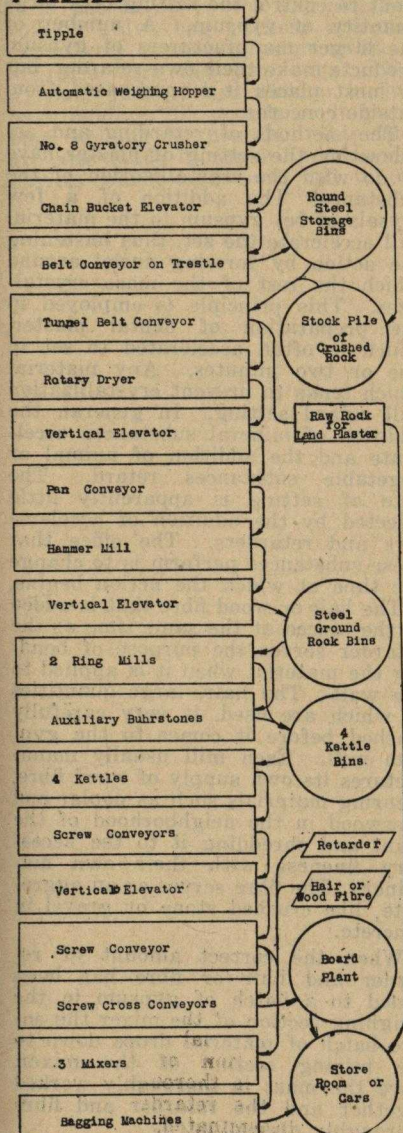 Tipple
Automatic Weighing Hopper
No. 8 Gyratory Crusher
Chain Bucket Elevator
Round
Steel
Storage
Bins
Belt Conveyor on Trestle
Tunnel Belt Conveyor
Stock Pile
of
Crushed
Rock
Rotary Dryer
Raw Rock
for
Land Plaster
Vertical Elevator
Pan Conveyor
Hammer Mill
Vertical Elevator
Steel
Ground
Rock Bins
2 Ring Mills
Auxiliary Buhrstones
4
Kettle
Bins
4 Kettles
Screw Conveyors
Retarder
Vertical Elevator
Hair or
Wood Fibre
Screw Conveyor
Board
Plant
Screw Cross Conveyors
3 Mixers
Store
Room or
Cars
Bagging Machines